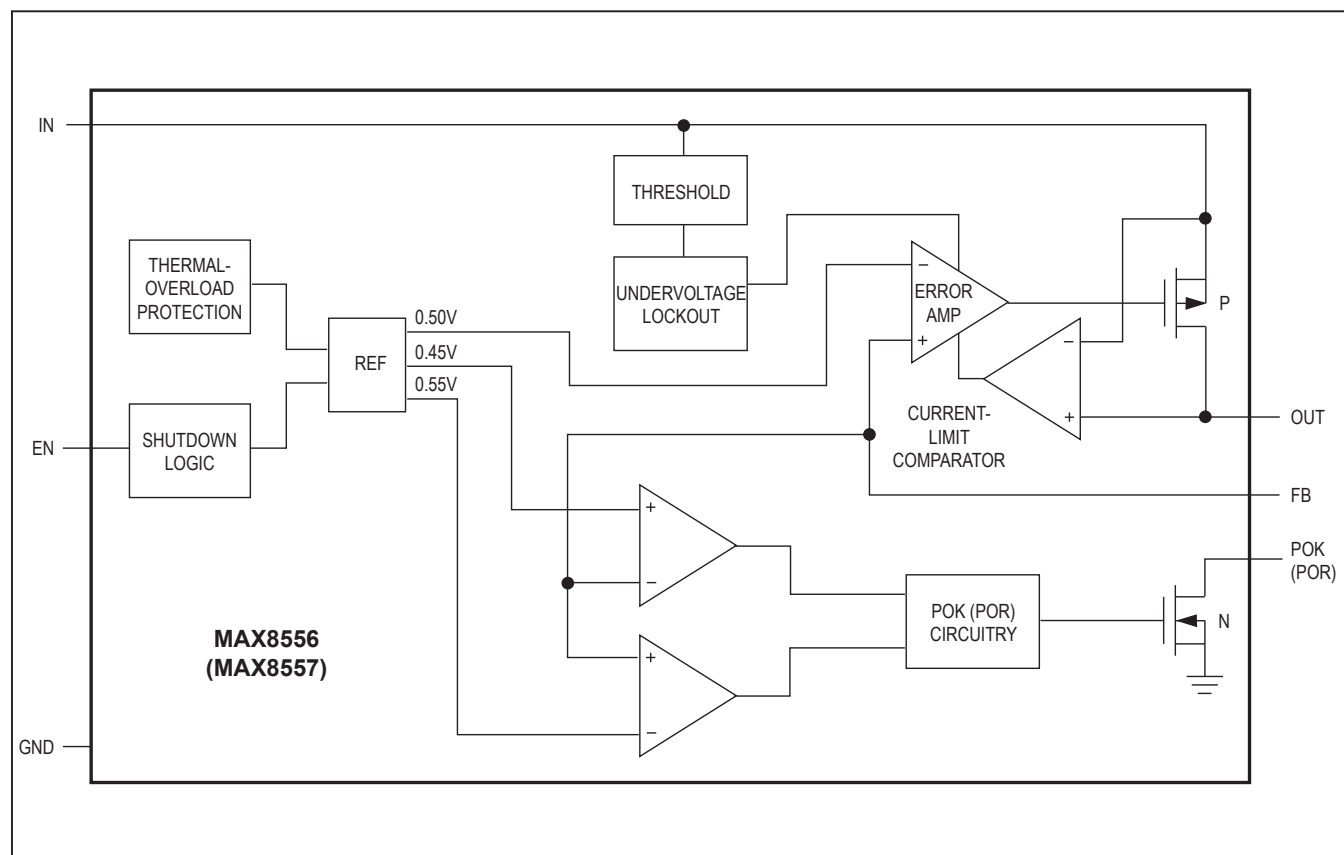 IN
THRESHOLD
THERMAL-
OVERLOAD
PROTECTION
UNDERVOLTAGE
LOCKOUT
−
ERROR
AMP
+
P
REF
0.50V
0.45V
0.55V
−
+
OUT
CURRENT-
LIMIT
COMPARATOR
EN
SHUTDOWN
LOGIC
FB
+
−
POK
(POR)
POK (POR)
CIRCUITRY
N
MAX8556
(MAX8557)
+
−
GND